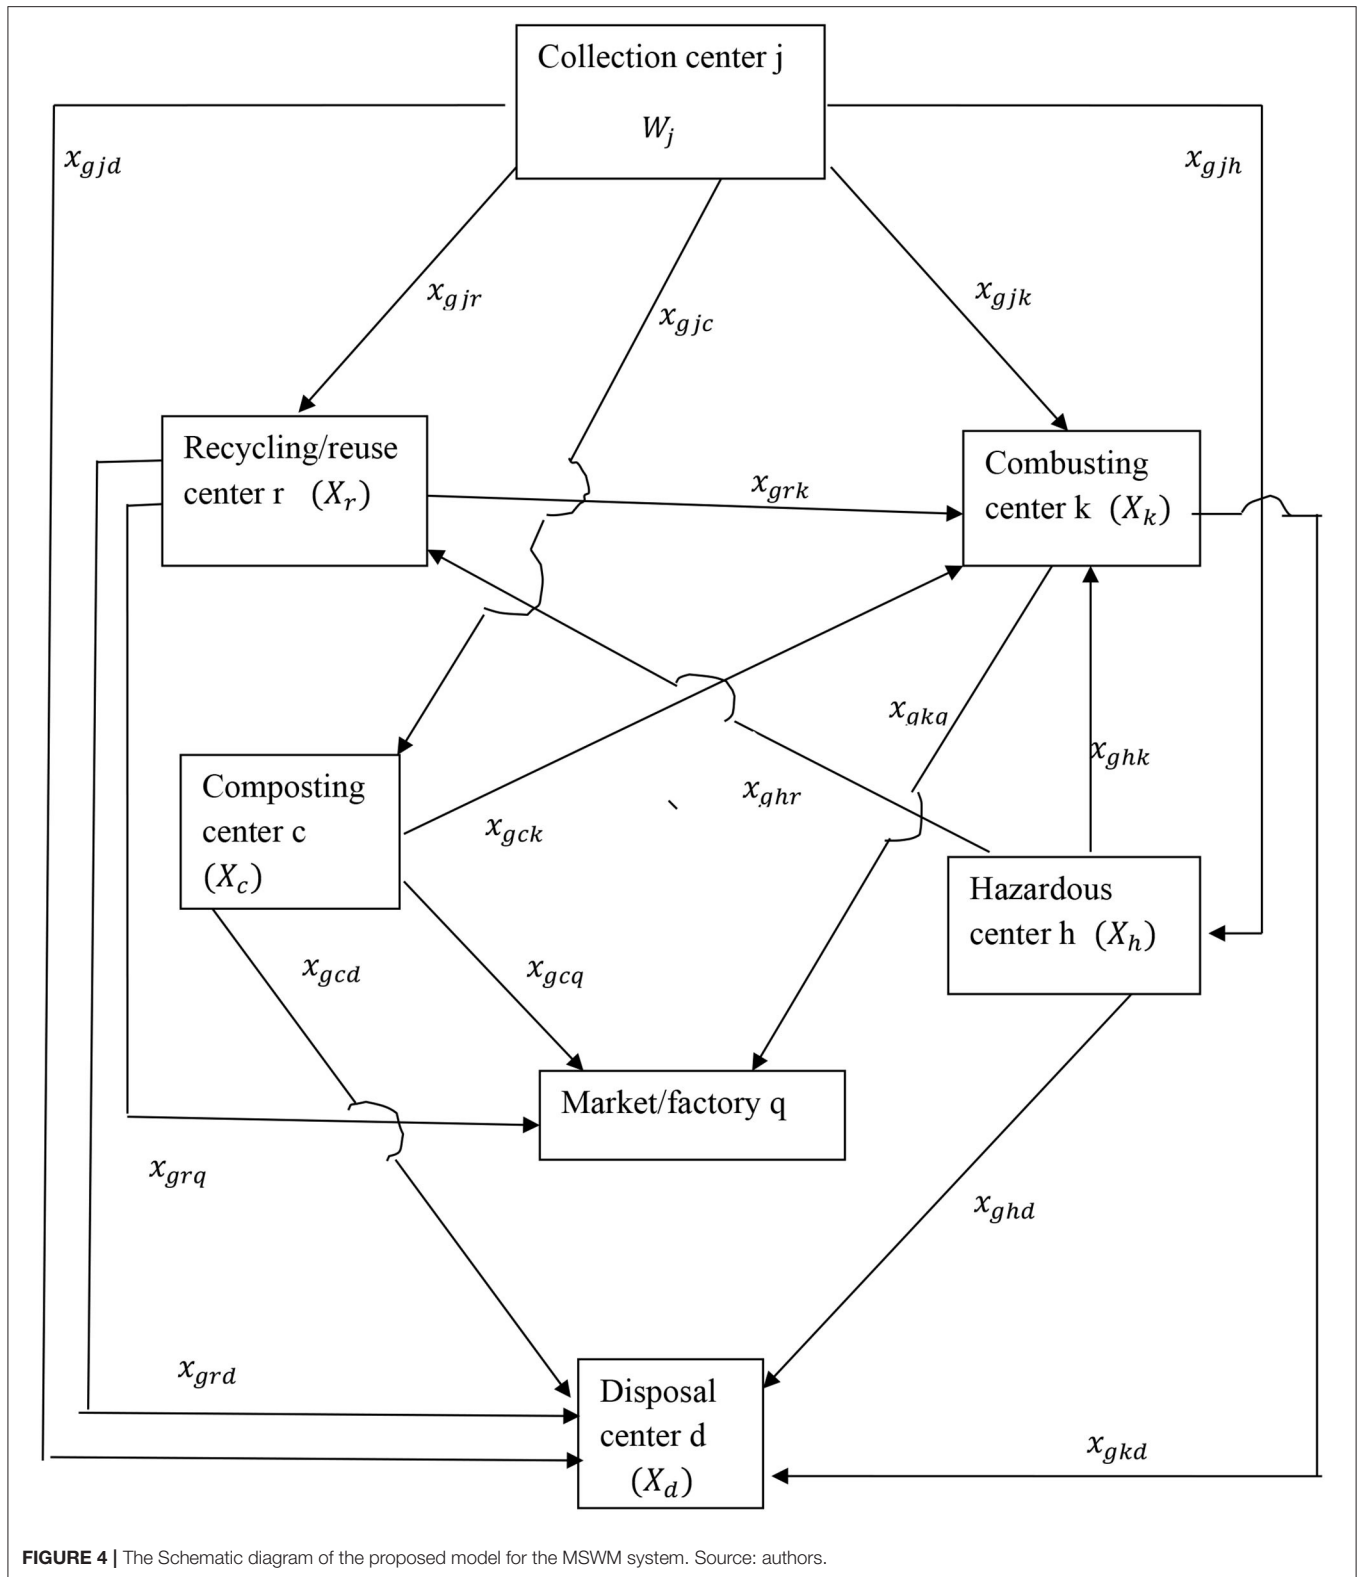 Collection center j
W_j
x_gjd
x_gjh
x_gjr
x_gjc
x_gjk
Recycling/reuse
center r (X_r)
x_grk
Combusting
center k (X_k)
x_gkq
x_ghk
Composting
center c
(X_c)
x_gck
x_ghr
Hazardous
center h (X_h)
x_gcd
x_gcq
Market/factory q
x_grq
x_ghd
x_grd
Disposal
center d
(X_d)
x_gkd
FIGURE 4 | The Schematic diagram of the proposed model for the MSWM system. Source: authors.